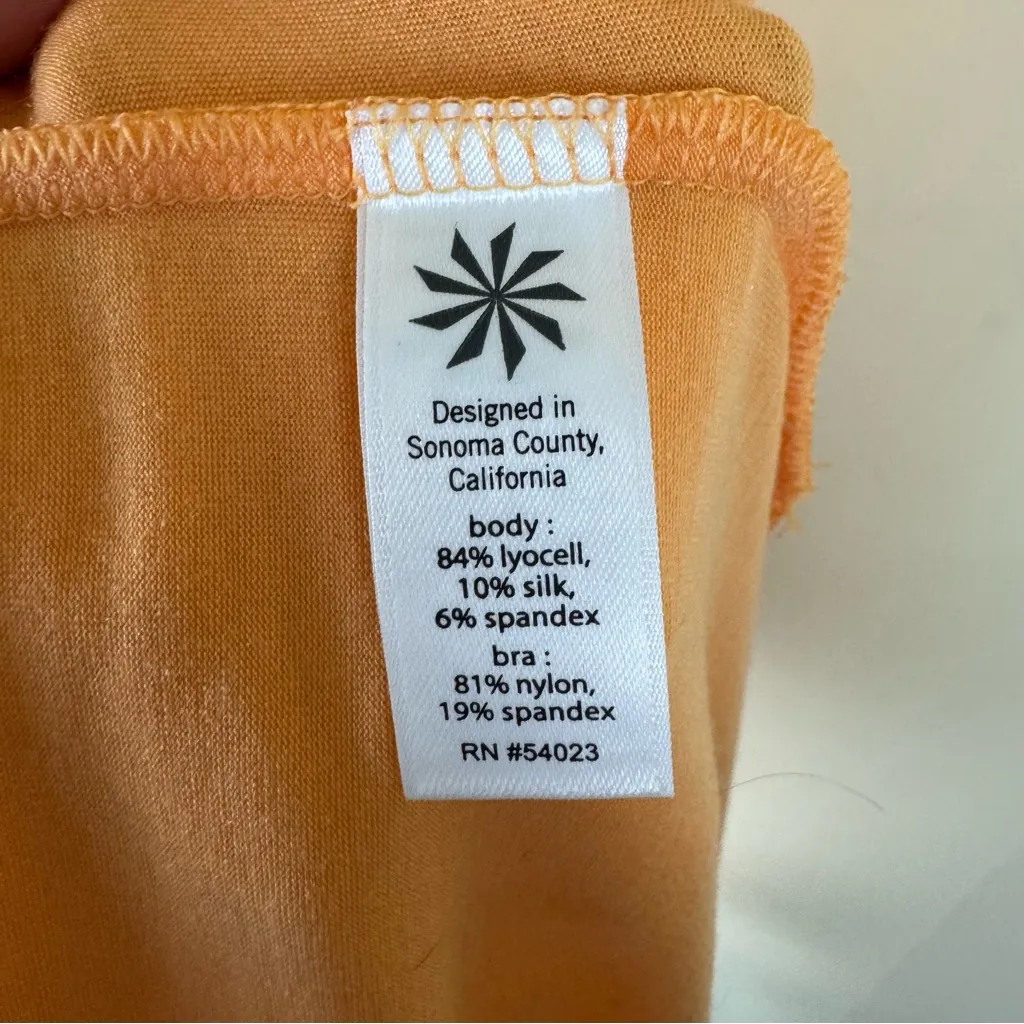 Designed in
Sonoma County,
California
body :
84% lyocell,
10% silk,
6% spandex
bra :
81% nylon,
19% spandex
RN #54023